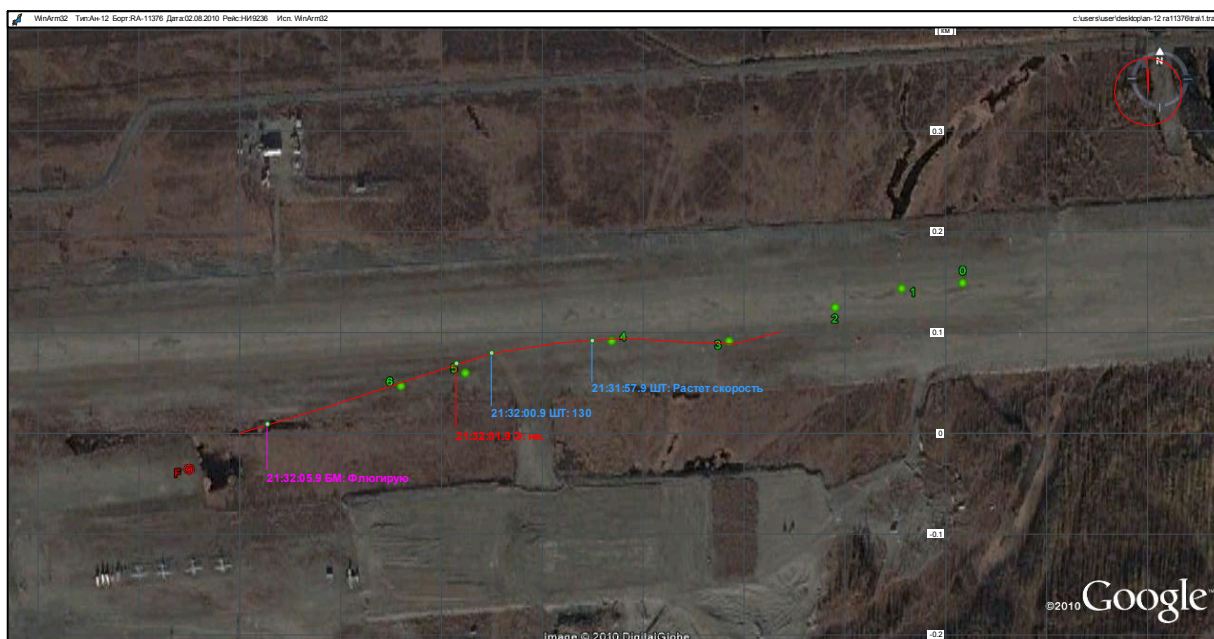 WinArm32 Тип:Ан-12 Борт:RA-11376 Дата:02.08.2010 Рейс:НИ9236 Исп. WinArm32
c:\users\user\desktop\an-12 ra11376\tra\1.tra
[ КМ ]
N
0.3
0.2
0
1
2
0.1
4
3
5
6
21:31:57.9 ШТ: Растет скорость
21:32:00.9 ШТ: 130
0
F
21:32:05.9 БМ: Флюгирую
-0.1
©2010 Google
Image © 2010 DigitalGlobe
-0.2